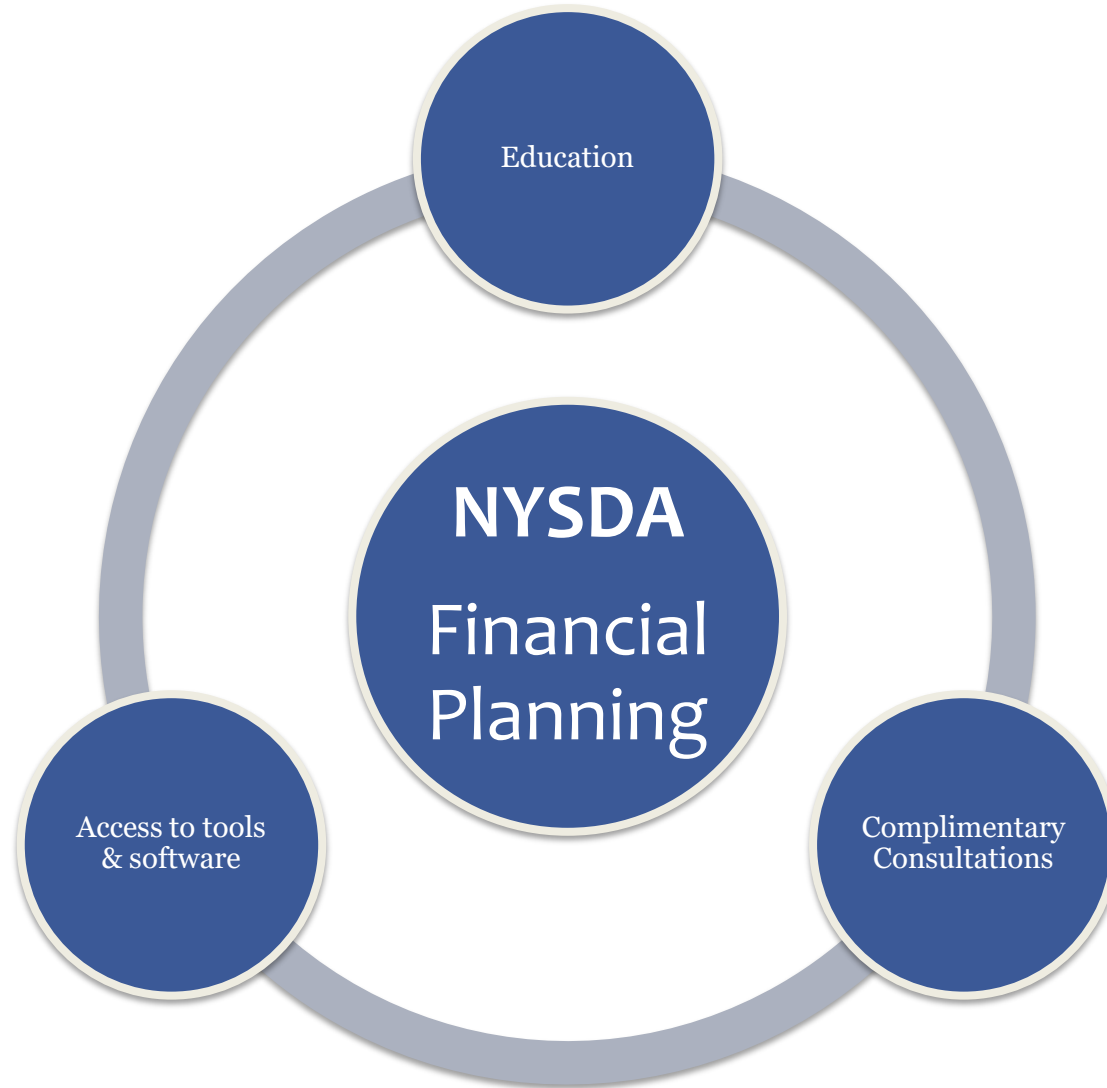 Education
NYSDA
Financial
Planning
Access to tools
& software
Complimentary
Consultations